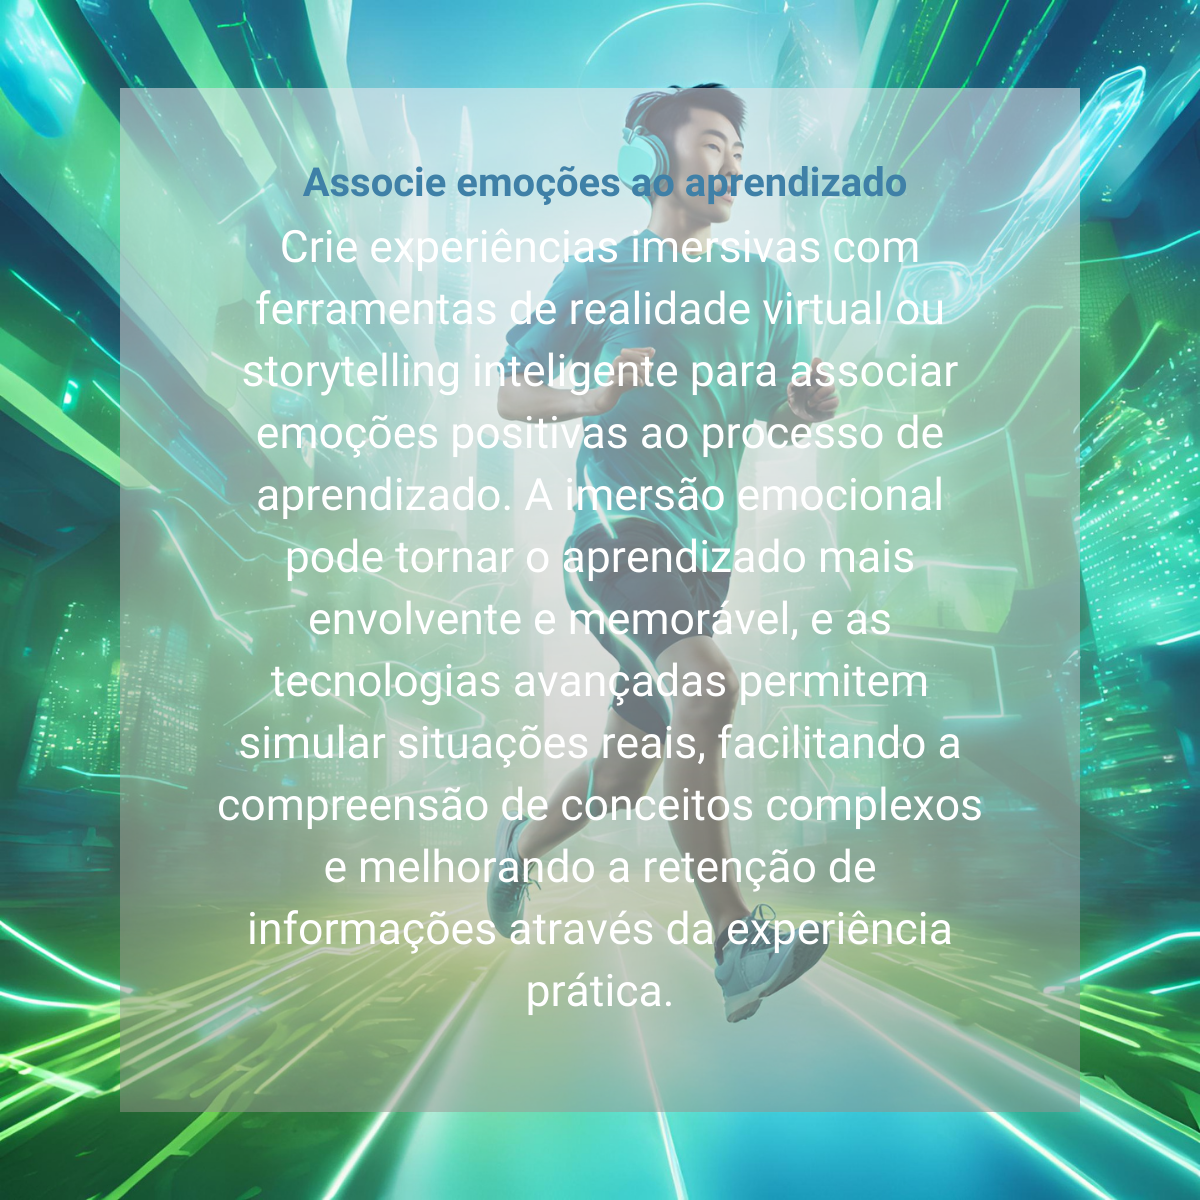 Associe emoções ao aprendizado
Crie experiências imersivas com
ferramentas de realidade virtual ou
storytelling inteligente para associar
emoções positivas ao processo de
aprendizado. A imersão emocional
pode tornar o aprendizado mais
envolvente e memorável, e as
tecnologias avançadas permitem
simular situações reais, facilitando a
compreensão de conceitos complexos
e melhorando a retenção de
informações através da experiência
prática.